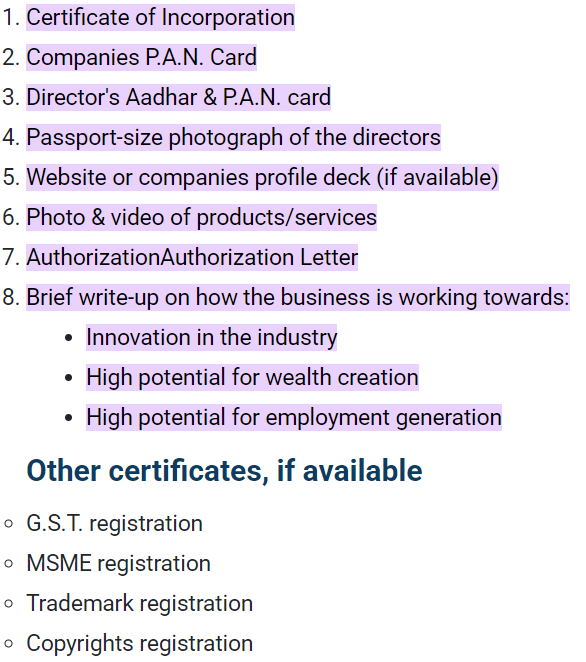 1. Certificate of Incorporation
2. Companies P.A.N. Card
3. Director's Aadhar & P.A.N. card
4. Passport-size photograph of the directors
5. Website or companies profile deck (if available)
6. Photo & video of products/services
7. AuthorizationAuthorization Letter
8. Brief write-up on how the business is working towards:
• Innovation in the industry
• High potential for wealth creation
• High potential for employment generation
Other certificates, if available
◦ G.S.T. registration
◦ MSME registration
◦ Trademark registration
◦ Copyrights registration